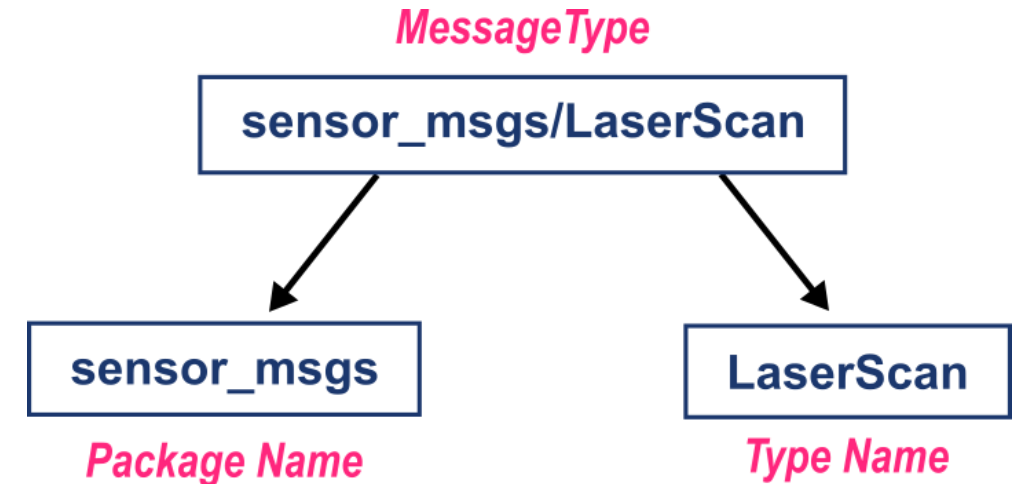 MessageType
sensor_msgs/LaserScan
sensor_msgs
LaserScan
Package Name
Type Name